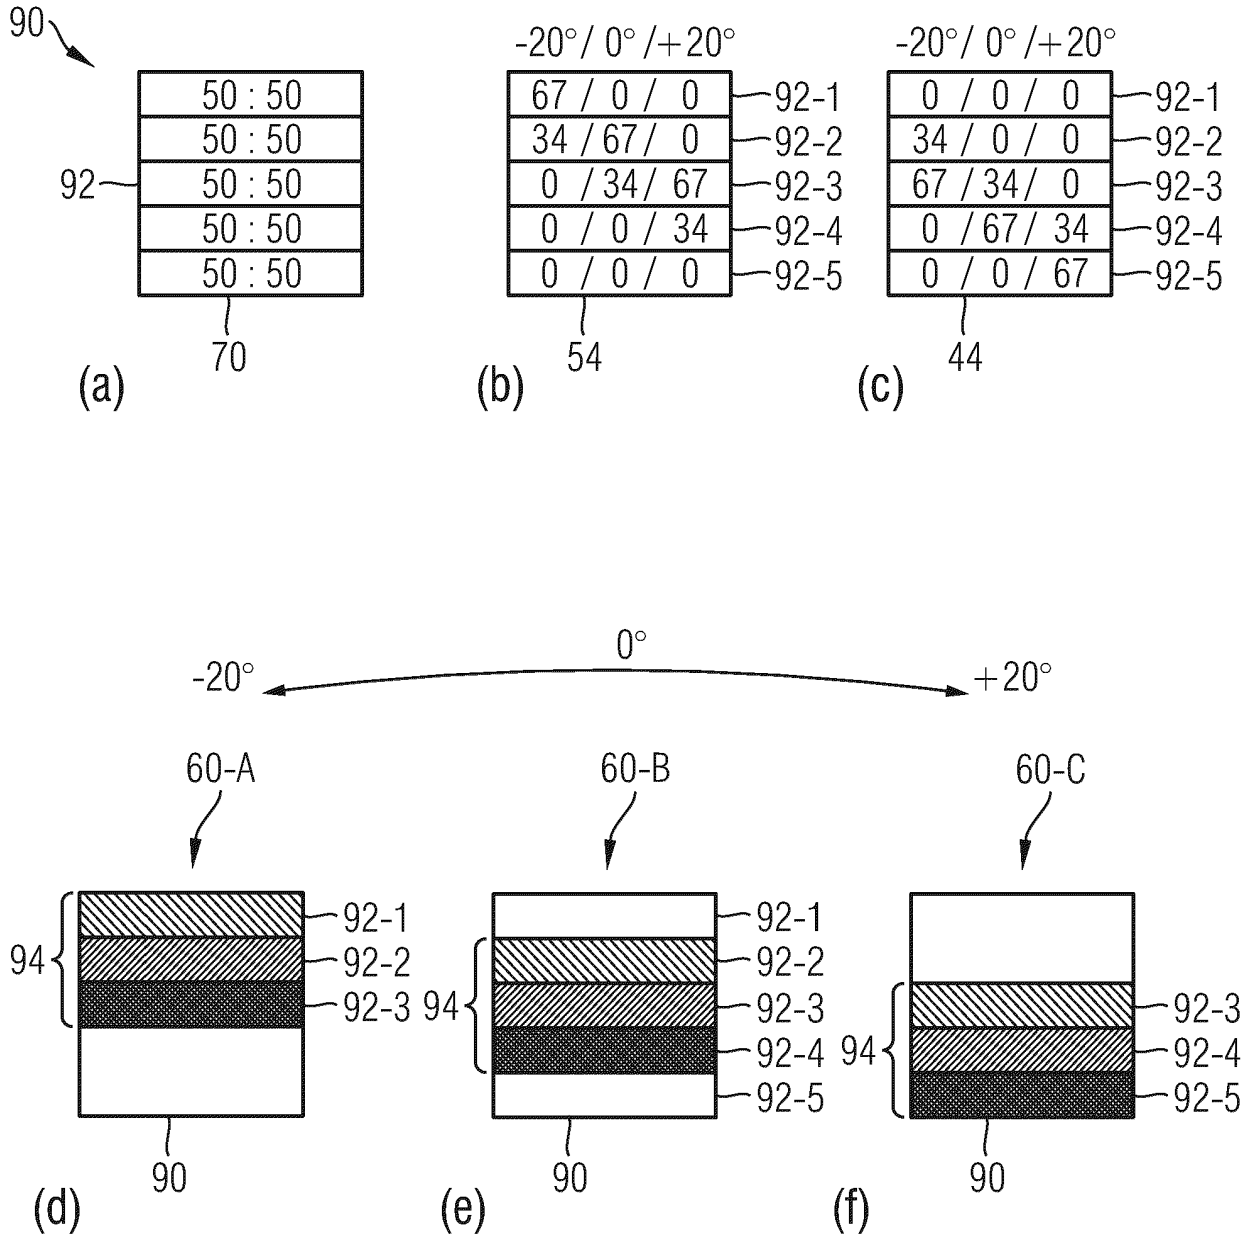 90
-20°/ 0° /+20°
-20°/ 0° /+20°
50 : 50
50 : 50
92
50 : 50
50 : 50
50 : 50
70
(a)
67 / 0 / 0
92-1
34 / 67 / 0
92-2
0 / 34 / 67
92-3
0 / 0 / 34
92-4
0 / 0 / 0
92-5
54
(b)
0 / 0 / 0
92-1
34 / 0 / 0
92-2
67 / 34 / 0
92-3
0 / 67 / 34
92-4
0 / 0 / 67
92-5
44
(c)
-20°
0°
+20°
60-A
94
92-1
92-2
92-3
90
(d)
60-B
94
92-1
92-2
92-3
92-4
92-5
90
(e)
60-C
94
92-3
92-4
92-5
90
(f)